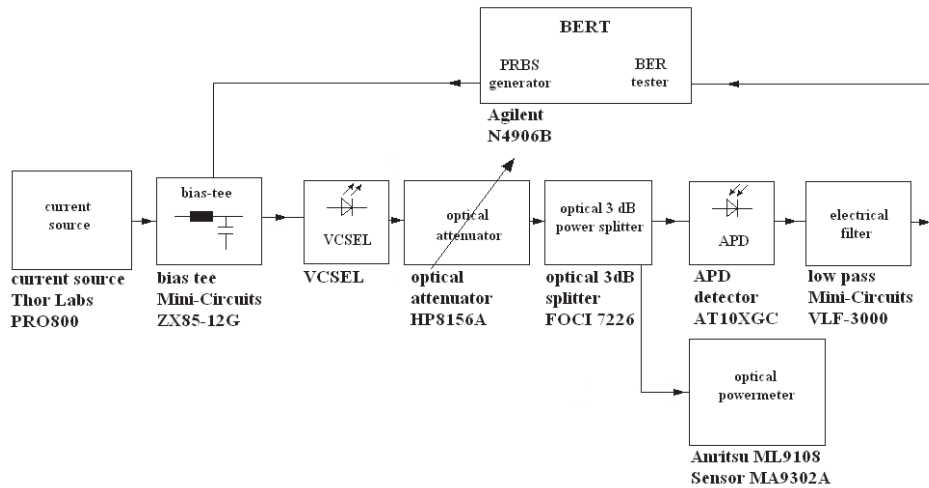 BERT
PRBS
generator
BER
tester
Agilent
N4906B
current
source
current source
Thor Labs
PRO800
bias-tee
bias tee
Mini-Circuits
ZX85-12G
VCSEL
VCSEL
optical
attenuator
optical
attenuator
HP8156A
optical 3 dB
power splitter
optical 3dB
splitter
FOCI 7226
APD
APD
detector
AT10XGC
electrical
filter
low pass
Mini-Circuits
VLF-3000
optical
powermeter
Anritsu ML9108
Sensor MA9302A